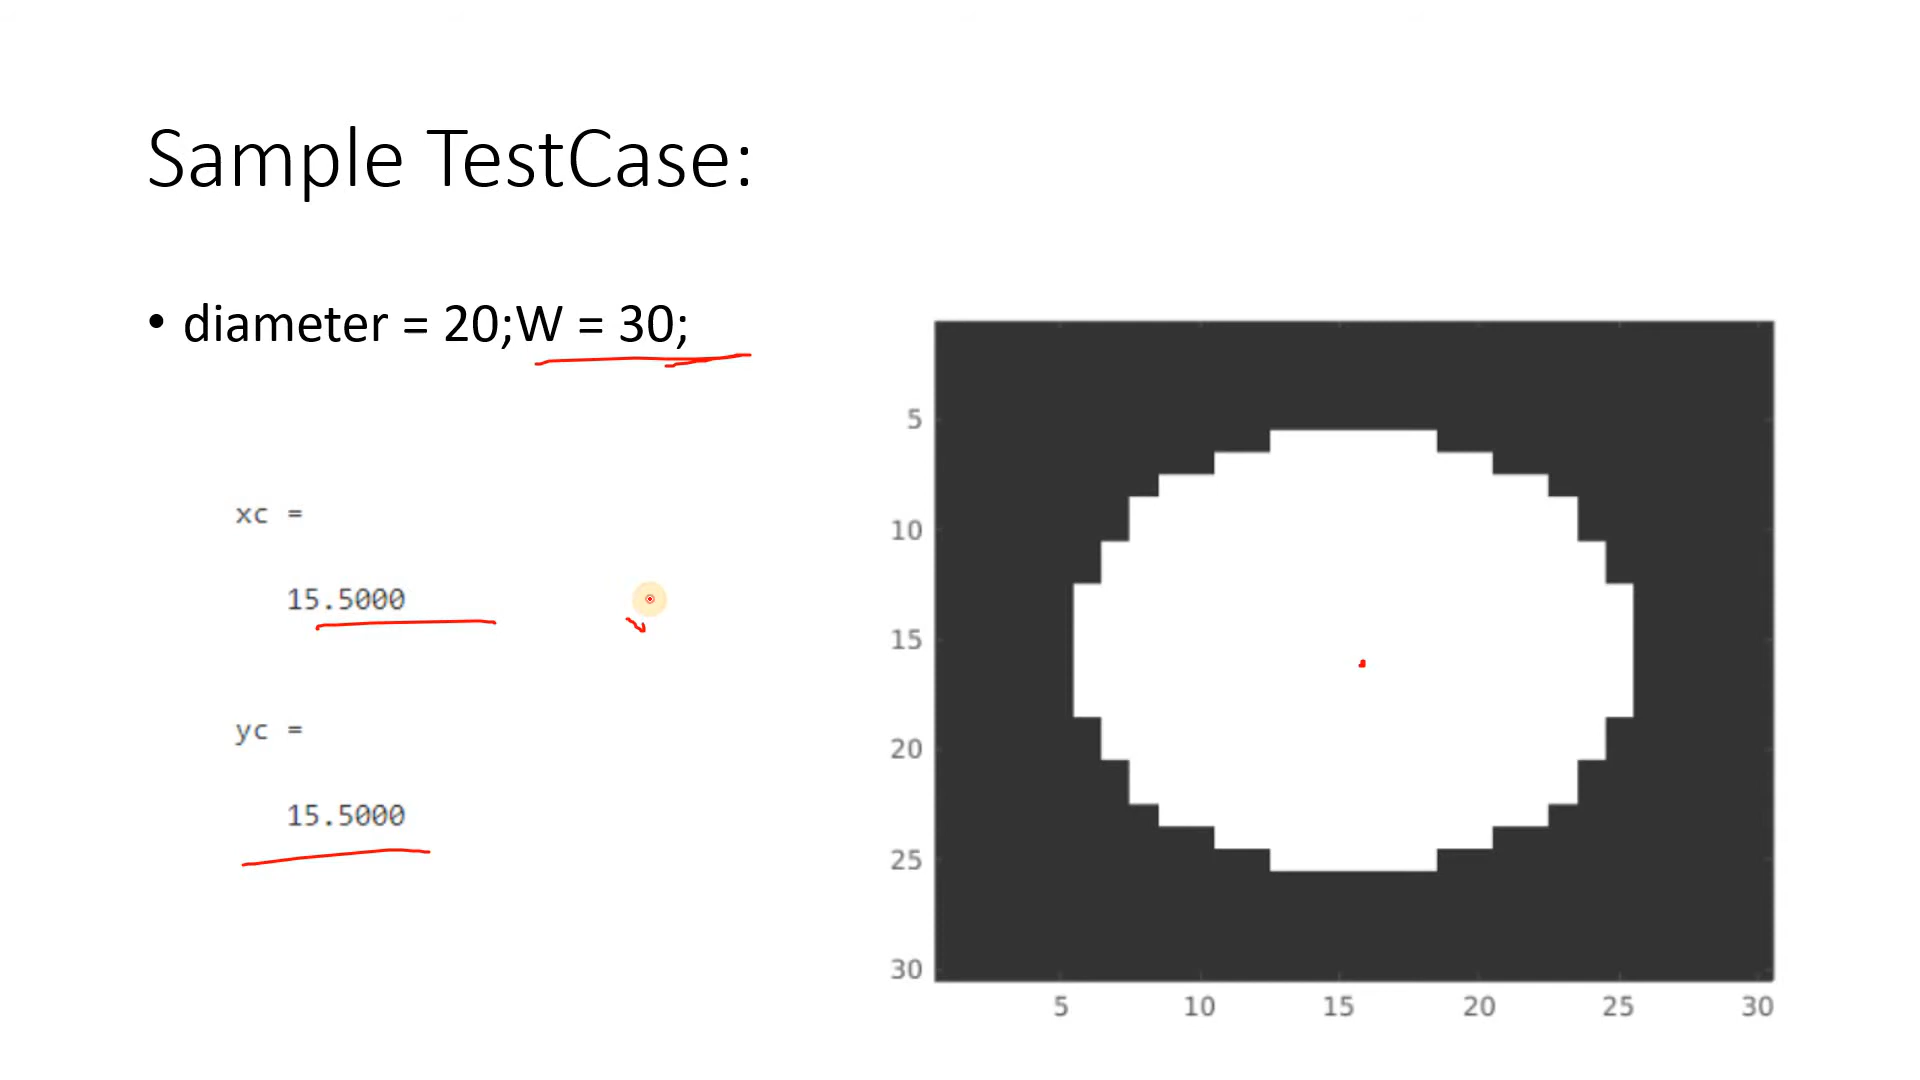 Sample TestCase:
• diameter = 20;W = 30;
xc =
15.5000
yc =
15.5000
5
10
15
20
25
30
5 10 15 20 25 30